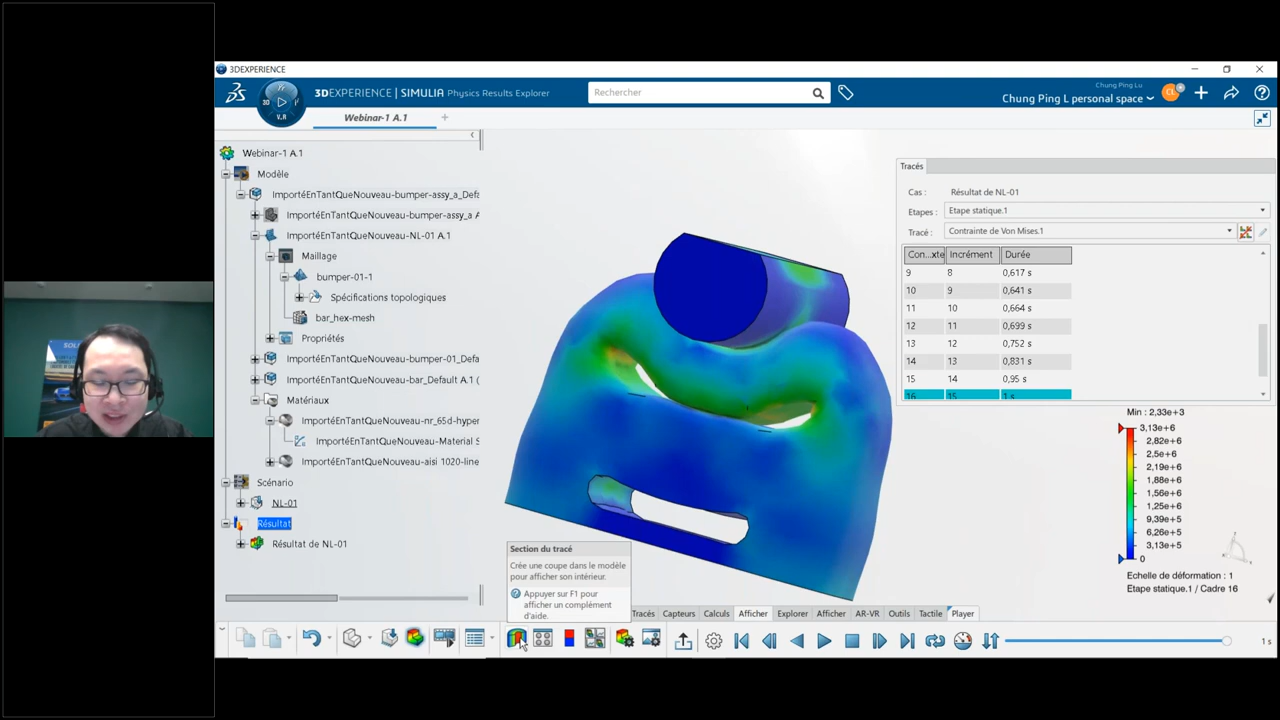 3DEXPERIENCE
3DEXPERIENCE | SIMULIA Physics Results Explorer
Rechercher
Chung Ping Lu
Chung Ping L personal space
CL
3D
V.R
Webinar-1 A.1
Webinar-1 A.1
Modèle
ImportéEnTantQueNouveau-bumper-assy_a_Defa
ImportéEnTantQueNouveau-bumper-assy_a A
ImportéEnTantQueNouveau-NL-01 A.1
Maillage
bumper-01-1
Spécifications topologiques
bar_hex-mesh
Propriétés
ImportéEnTantQueNouveau-bumper-01_Defa
ImportéEnTantQueNouveau-bar_Default A.1 (
Matériaux
ImportéEnTantQueNouveau-nr_65d-hyper
ImportéEnTantQueNouveau-Material S
ImportéEnTantQueNouveau-aisi 1020-line
Scénario
NL-01
Résultat
Résultat de NL-01
Tracés
Cas : Résultat de NL-01
Etapes : Etape statique.1
Tracé : Contrainte de Von Mises.1
Con...xte Incrément Durée
9 8 0,617 s
10 9 0,641 s
11 10 0,664 s
12 11 0,699 s
13 12 0,752 s
14 13 0,831 s
15 14 0,95 s
16 15 1 s
Min : 2,33e+3
3,13e+6
2,82e+6
2,5e+6
2,19e+6
1,88e+6
1,56e+6
1,25e+6
9,39e+5
6,26e+5
3,13e+5
0
Echelle de déformation : 1
Etape statique.1 / Cadre 16
Section du tracé
Crée une coupe dans le modèle
pour afficher son intérieur.
Appuyer sur F1 pour
afficher un complément
d'aide.
Tracés Capteurs Calculs Afficher Explorer Afficher AR-VR Outils Tactile Player
1 s